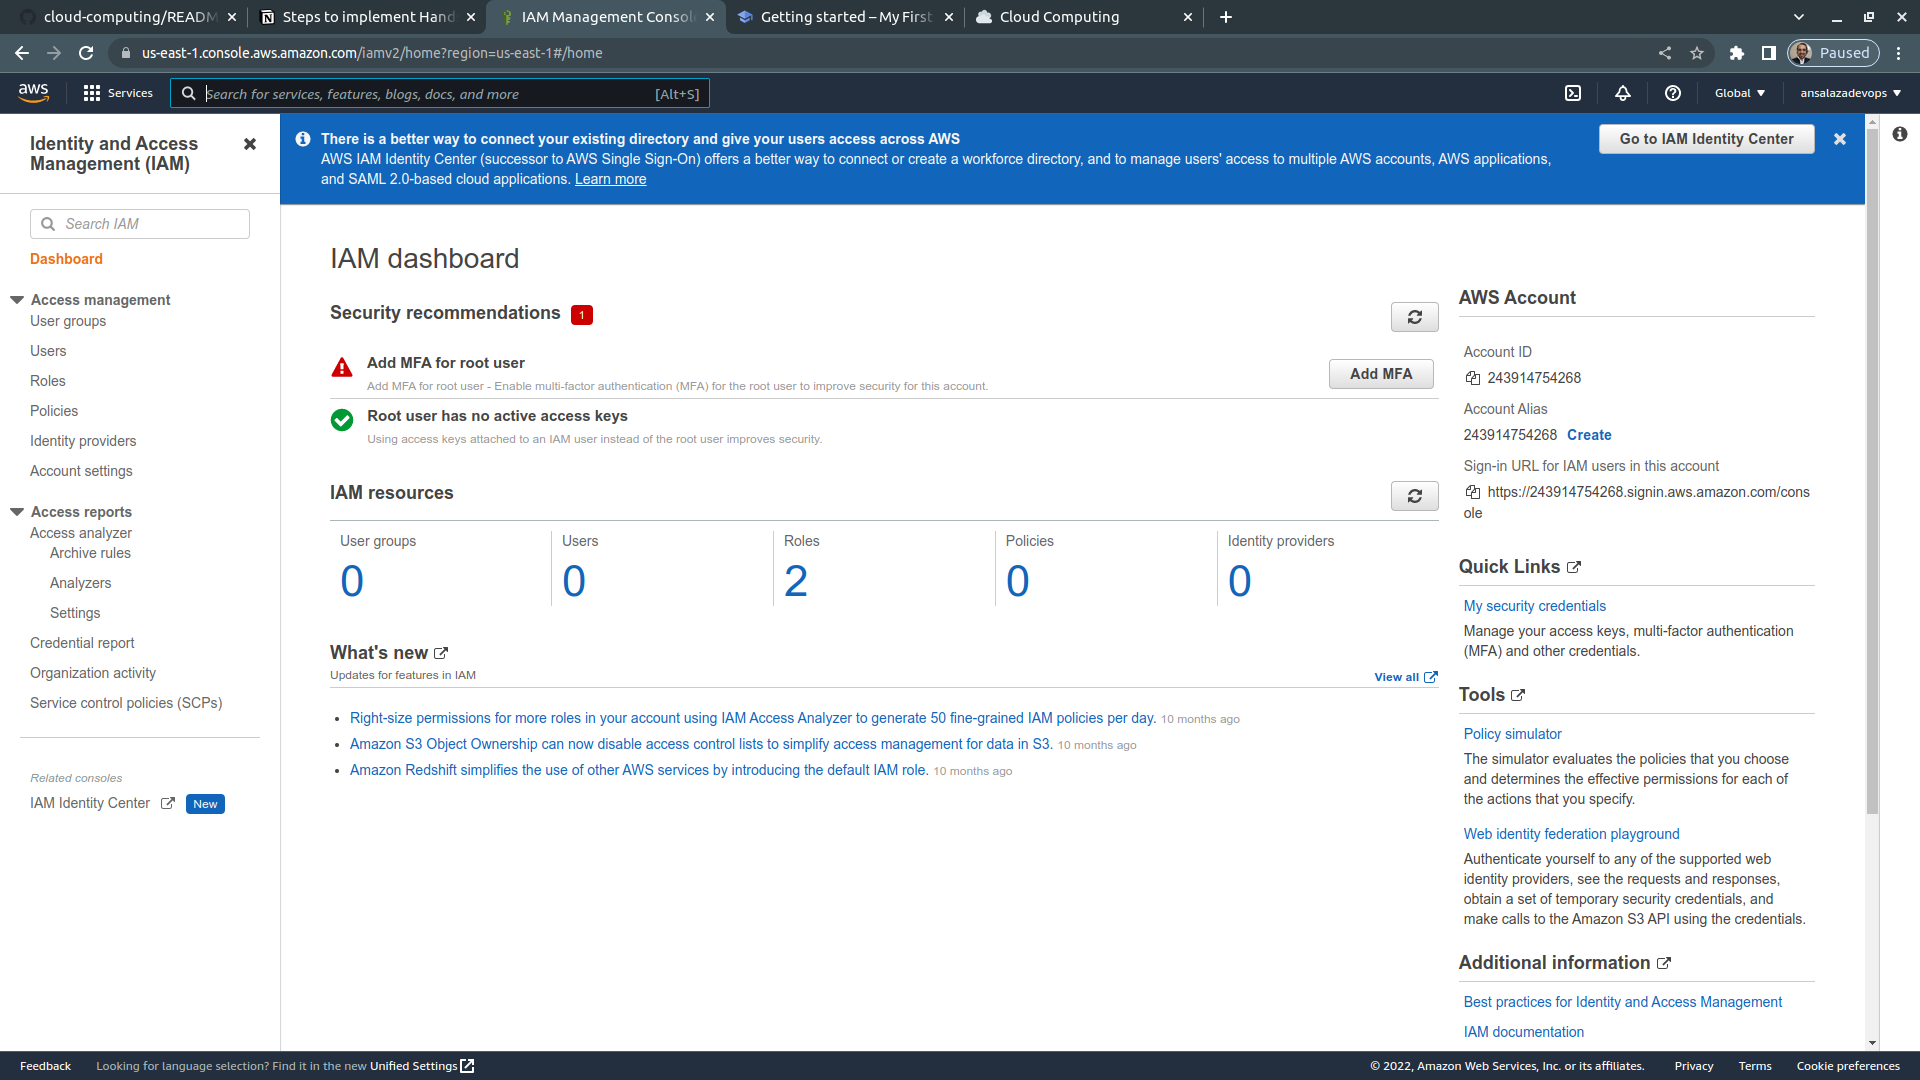 cloud-computing/READM
Steps to implement Hand
IAM Management Consol
Getting started – My First
Cloud Computing
us-east-1.console.aws.amazon.com/iamv2/home?region=us-east-1#/home
Paused
aws
Services
Search for services, features, blogs, docs, and more
[Alt+S]
Global
ansalazadevops
Identity and Access
Management (IAM)
Search IAM
Dashboard
Access management
User groups
Users
Roles
Policies
Identity providers
Account settings
Access reports
Access analyzer
Archive rules
Analyzers
Settings
Credential report
Organization activity
Service control policies (SCPs)
Related consoles
IAM Identity Center
New
There is a better way to connect your existing directory and give your users access across AWS
AWS IAM Identity Center (successor to AWS Single Sign-On) offers a better way to connect or create a workforce directory, and to manage users' access to multiple AWS accounts, AWS applications,
and SAML 2.0-based cloud applications. Learn more
Go to IAM Identity Center
IAM dashboard
Security recommendations 1
Add MFA for root user
Add MFA for root user - Enable multi-factor authentication (MFA) for the root user to improve security for this account.
Add MFA
Root user has no active access keys
Using access keys attached to an IAM user instead of the root user improves security.
IAM resources
User groups
0
Users
0
Roles
2
Policies
0
Identity providers
0
What's new
Updates for features in IAM
View all
Right-size permissions for more roles in your account using IAM Access Analyzer to generate 50 fine-grained IAM policies per day. 10 months ago
Amazon S3 Object Ownership can now disable access control lists to simplify access management for data in S3. 10 months ago
Amazon Redshift simplifies the use of other AWS services by introducing the default IAM role. 10 months ago
AWS Account
Account ID
243914754268
Account Alias
243914754268 Create
Sign-in URL for IAM users in this account
https://243914754268.signin.aws.amazon.com/cons
ole
Quick Links
My security credentials
Manage your access keys, multi-factor authentication
(MFA) and other credentials.
Tools
Policy simulator
The simulator evaluates the policies that you choose
and determines the effective permissions for each of
the actions that you specify.
Web identity federation playground
Authenticate yourself to any of the supported web
identity providers, see the requests and responses,
obtain a set of temporary security credentials, and
make calls to the Amazon S3 API using the credentials.
Additional information
Best practices for Identity and Access Management
IAM documentation
Feedback
Looking for language selection? Find it in the new Unified Settings
© 2022, Amazon Web Services, Inc. or its affiliates.
Privacy
Terms
Cookie preferences